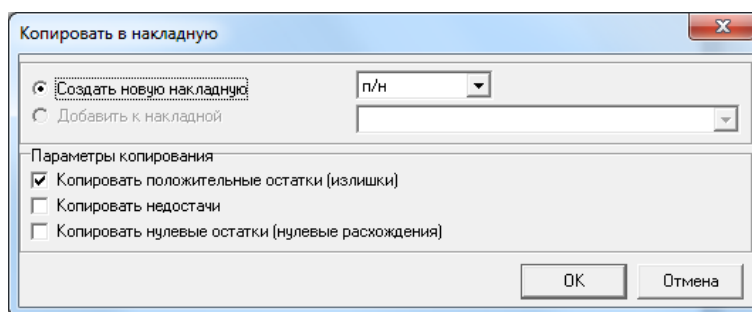 Копировать в накладную
Создать новую накладную
п/н
Добавить к накладной
Параметры копирования
Копировать положительные остатки (излишки)
Копировать недостачи
Копировать нулевые остатки (нулевые расхождения)
OK
Отмена